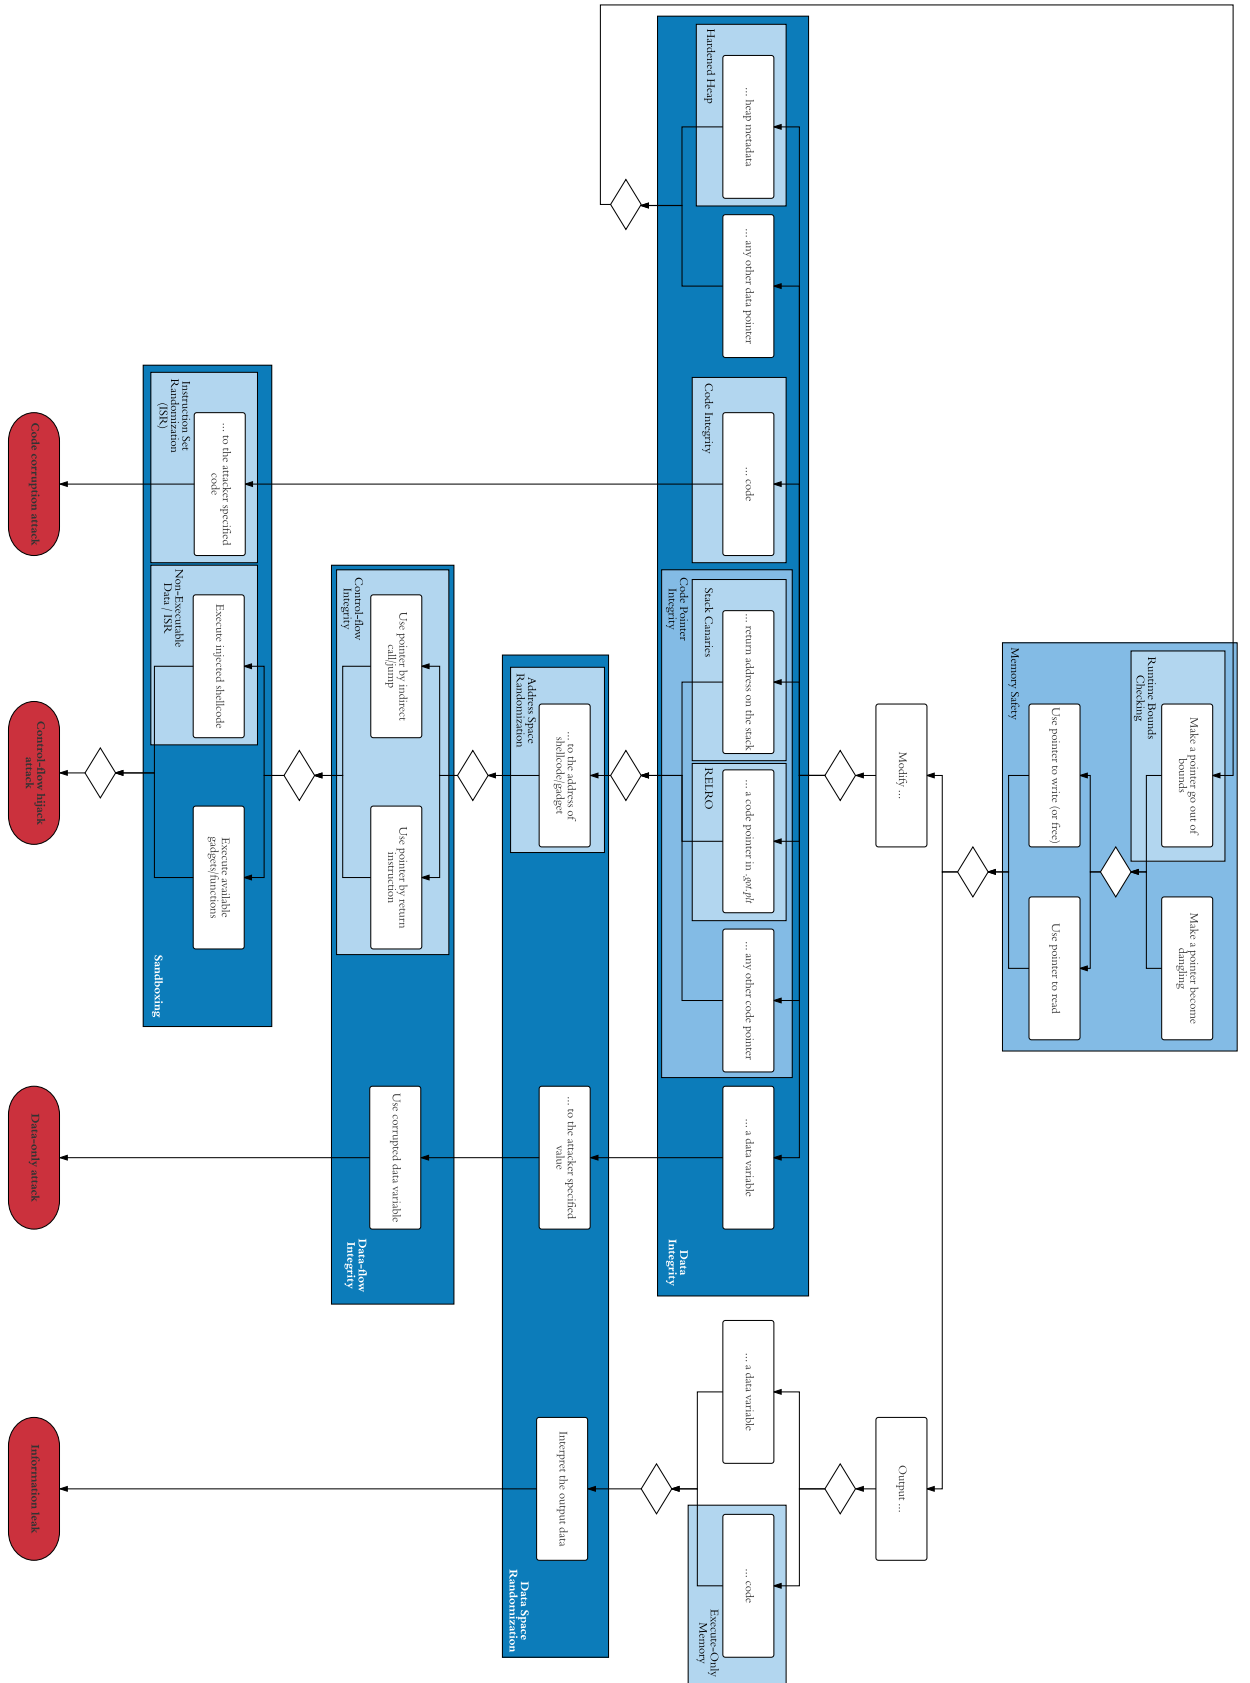 Make a pointer go out of
bounds
Make a pointer become
dangling
Runtime Bounds
Checking
Use pointer to write (or free)
Use pointer to read
Memory Safety
Modify ...
Output ...
... heap metadata
Hardened Heap
... any other data pointer
... code
Code Integrity
... return address on the stack
Stack Canaries
... a code pointer in .got.plt
RELRO
... any other code pointer
Code Pointer
Integrity
... a data variable
Data
Integrity
... a data variable
... code
Execute-Only
Memory
... to the address of
shellcode/gadget
Address Space
Randomization
... to the attacker specified
value
Interpret the output data
Data Space
Randomization
Use pointer by indirect
call/jump
Use pointer by return
instruction
Control-flow
Integrity
Use corrupted data variable
Data-flow
Integrity
... to the attacker specified
code
Instruction Set
Randomization
(ISR)
Execute injected shellcode
Non-Executable
Data / ISR
Execute available
gadgets/functions
Sandboxing
Code corruption attack
Control-flow hijack
attack
Data-only attack
Information leak